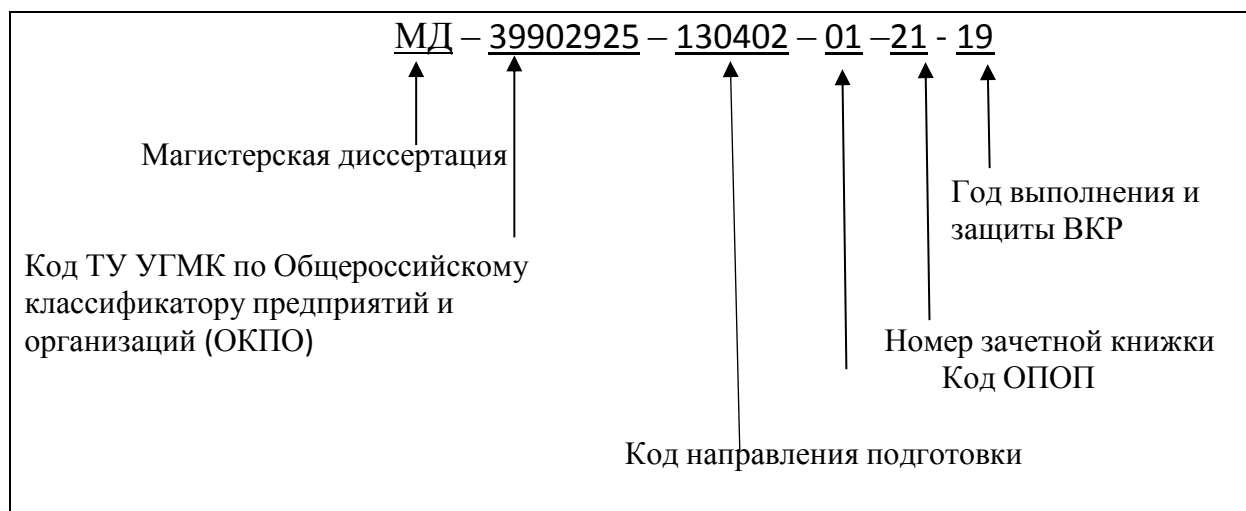 МД – 39902925 – 130402 – 01 –21 - 19
Магистерская диссертация
Год выполнения и
защиты ВКР
Код ТУ УГМК по Общероссийскому
классификатору предприятий и
организаций (ОКПО)
Номер зачетной книжки
Код ОПОП
Код направления подготовки